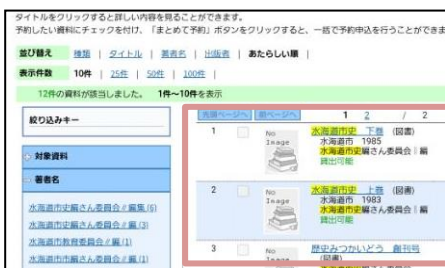 タイトルをクリックすると詳しい内容を見ることができます。
予約したい資料にチェックを付け、「まとめて予約」ボタンをクリックすると、一括で予約申込を行うことができま
並び替え 種類 | タイトル | 著者名 | 出版者 | あたらしい順 |
表示件数 10件 | 25件 | 50件 | 100件 |
12件の資料が該当しました。 1件～10件を表示
絞り込みキー
対象資料
著者名
水海道市史編さん委員会∥編集(6)
水海道市史編さん委員会∥編(3)
水海道市教育委員会∥編(1)
水海道市市編さん委員会∥編(1)
先頭ページへ 前ページへ 1 2 / 2
1 No Image 水海道市史 下巻 (図書)
水海道市 1985
水海道市史編さん委員会∥編
貸出可能
2 No Image 水海道市史 上巻 (図書)
水海道市 1983
水海道市史編さん委員会∥編
貸出可能
3 No Image 歴史みつかいどう 創刊号
(図書)